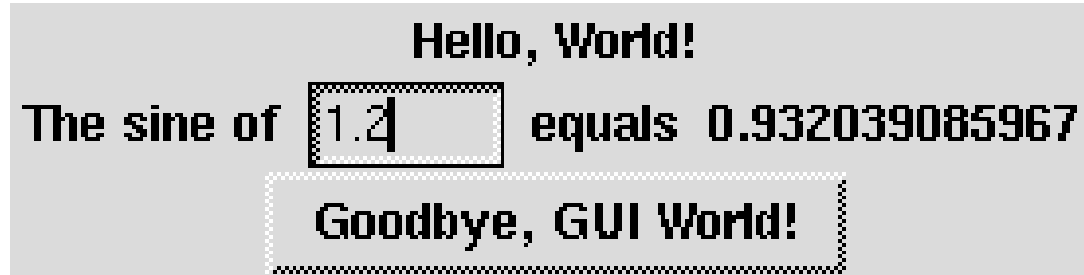 Hello, World!
The sine of 1.2 equals 0.932039085967
Goodbye, GUI World!